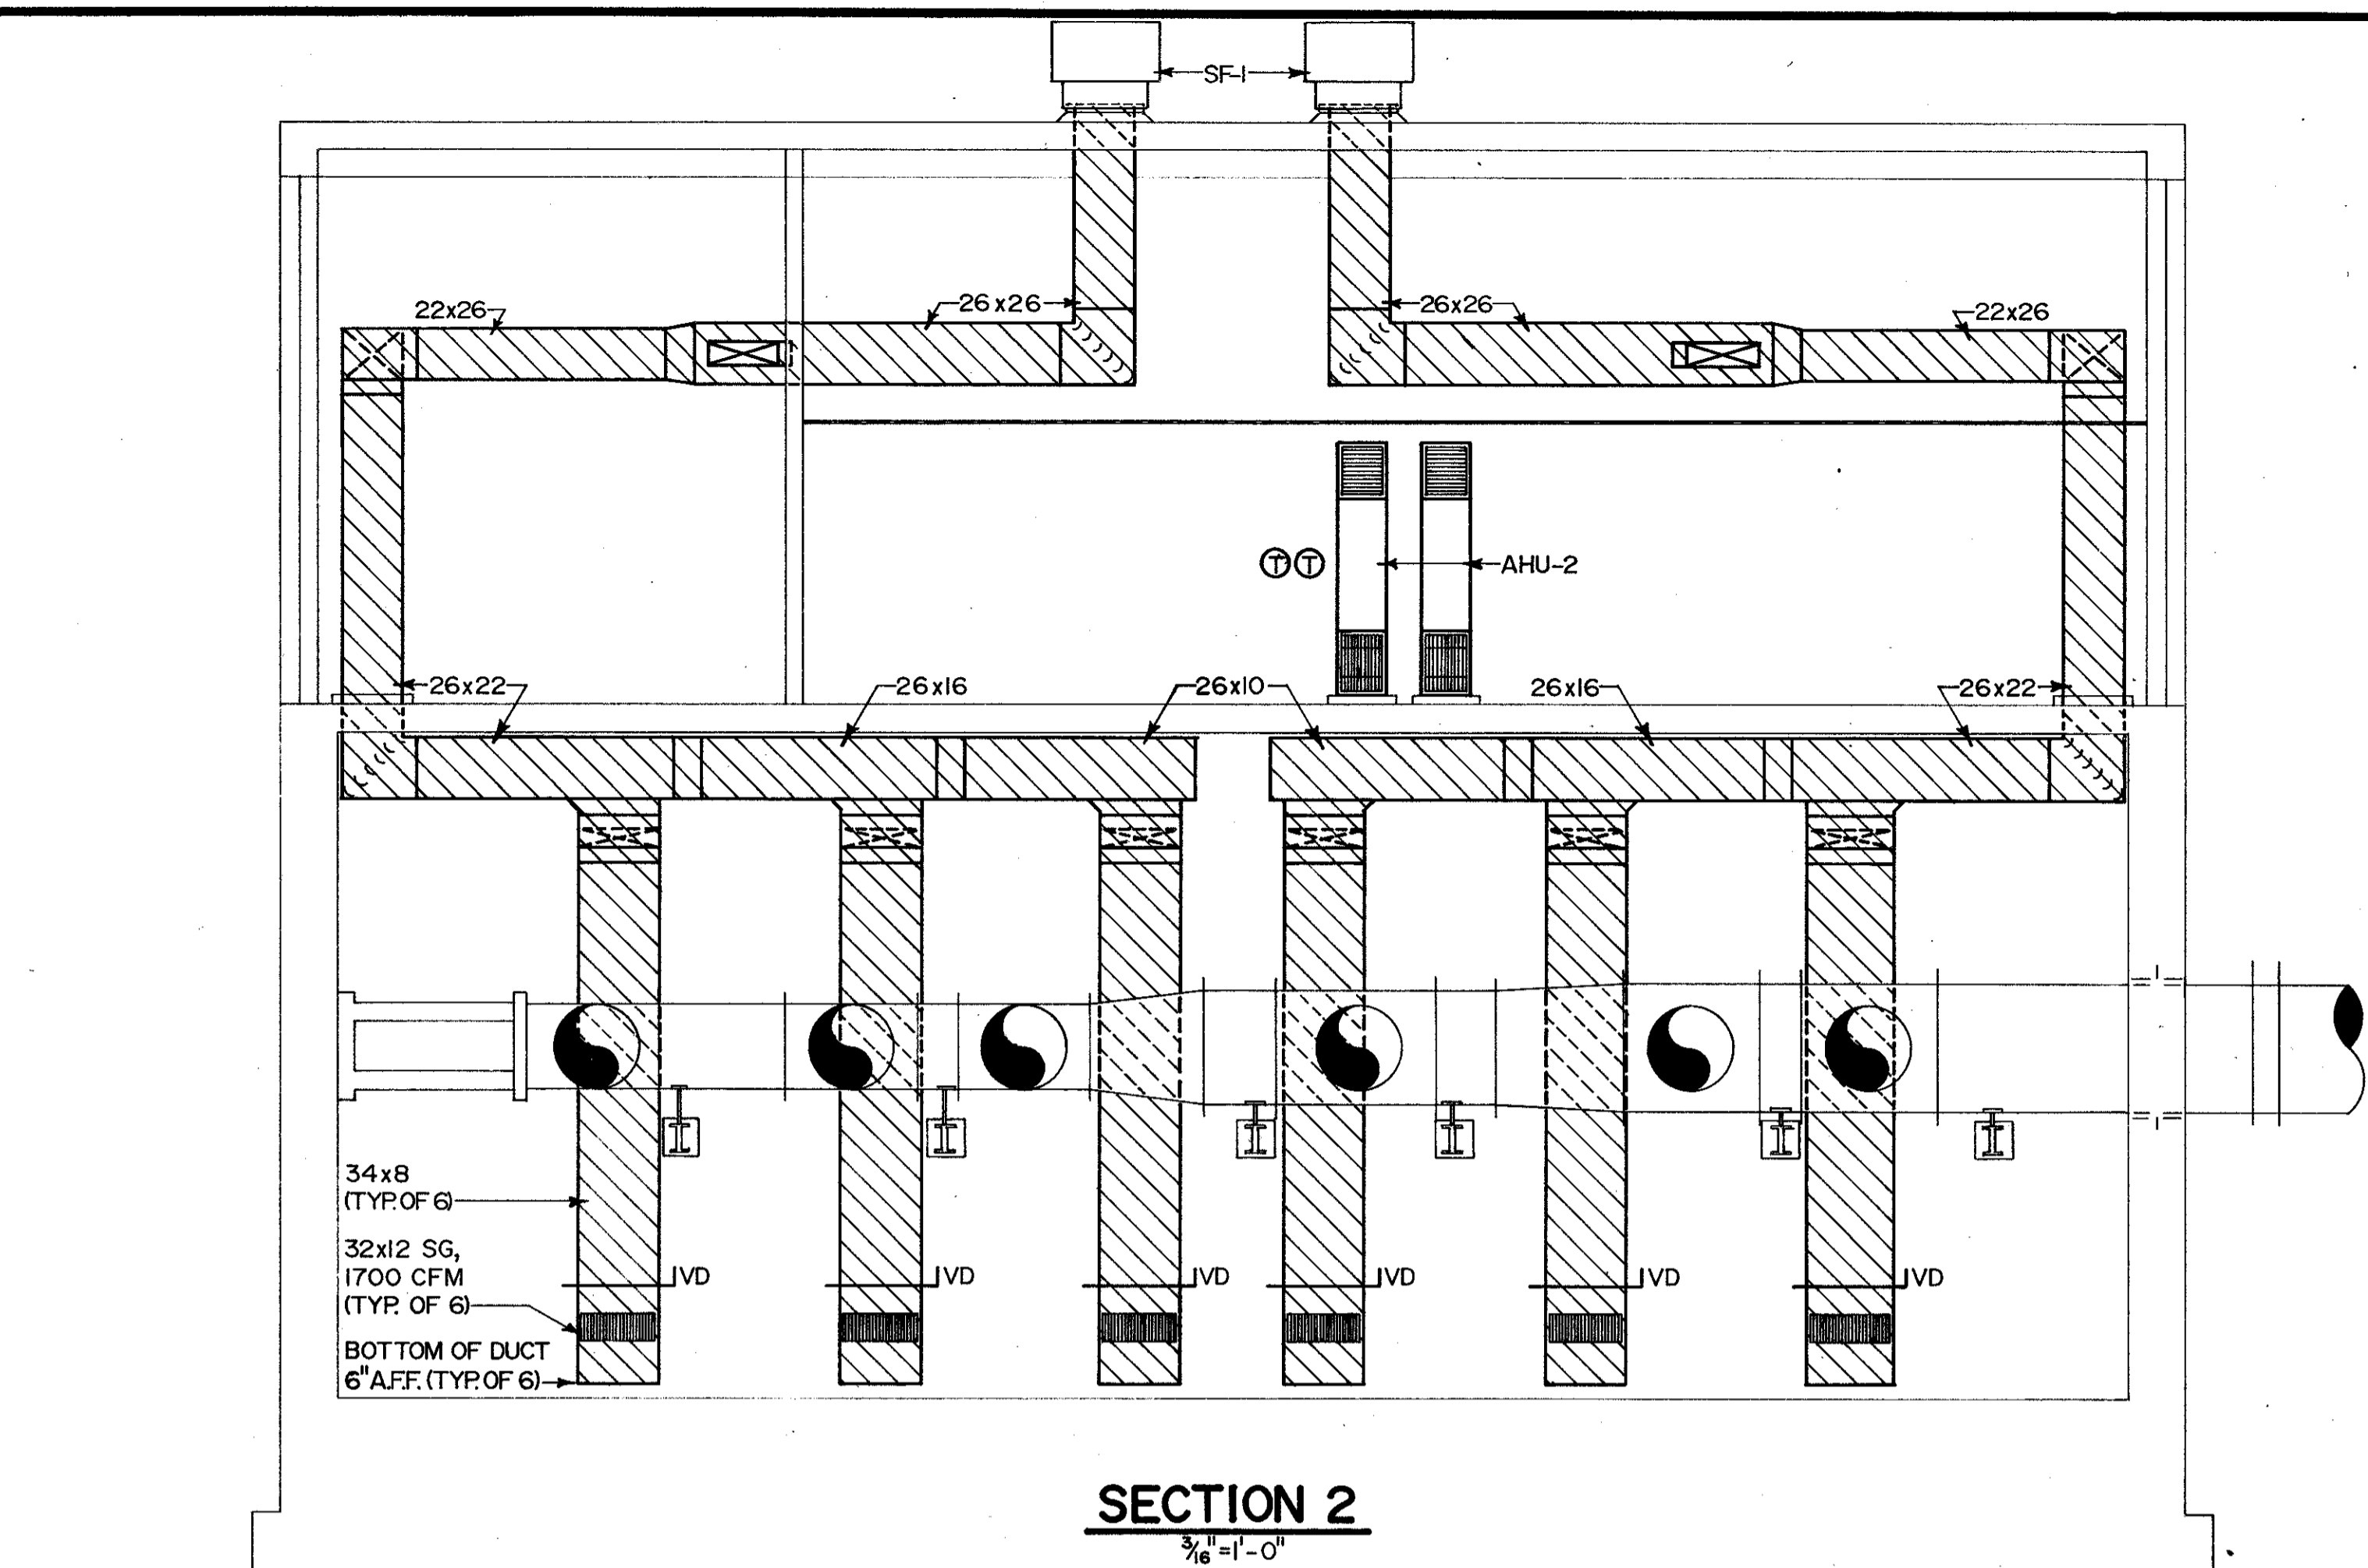 SF-1
22x26
26x26
26x26
22x26
T T
AHU-2
26x22
26x16
26x10
26x16
26x22
34x8
(TYP. OF 6)
32x12 SG,
1700 CFM
(TYP. OF 6)
VD
VD
VD
VD
VD
VD
BOTTOM OF DUCT
6" A.F.F. (TYP. OF 6)
SECTION 2
3/16"=1'-0"